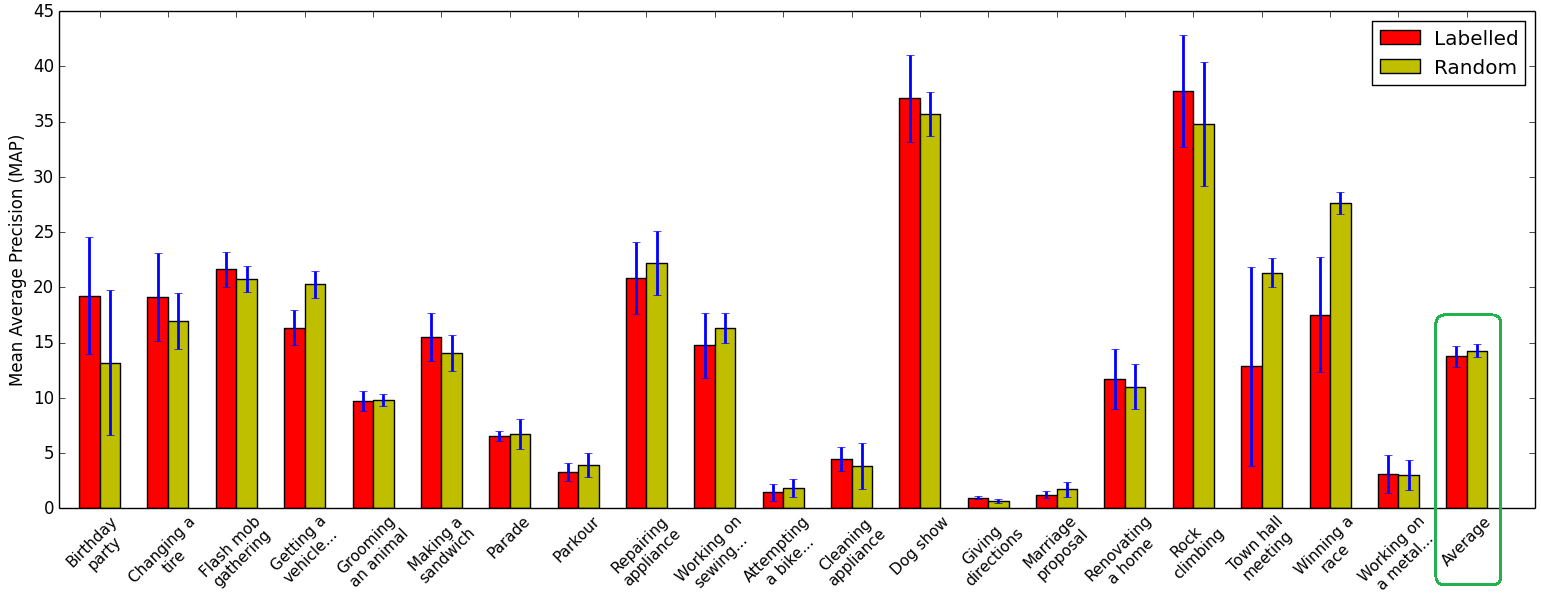 Mean Average Precision (MAP)
45
40
35
30
25
20
15
10
5
0
Labelled
Random
Birthday
party
Changing a
tire
Flash mob
gathering
Getting a
vehicle...
Grooming
an animal
Making a
sandwich
Parade
Parkour
Repairing
appliance
Working on
sewing...
Attempting
a bike...
Cleaning
appliance
Dog show
Giving
directions
Marriage
proposal
Renovating
a home
Rock
climbing
Town hall
meeting
Winning a
race
Working on
a metal...
Average